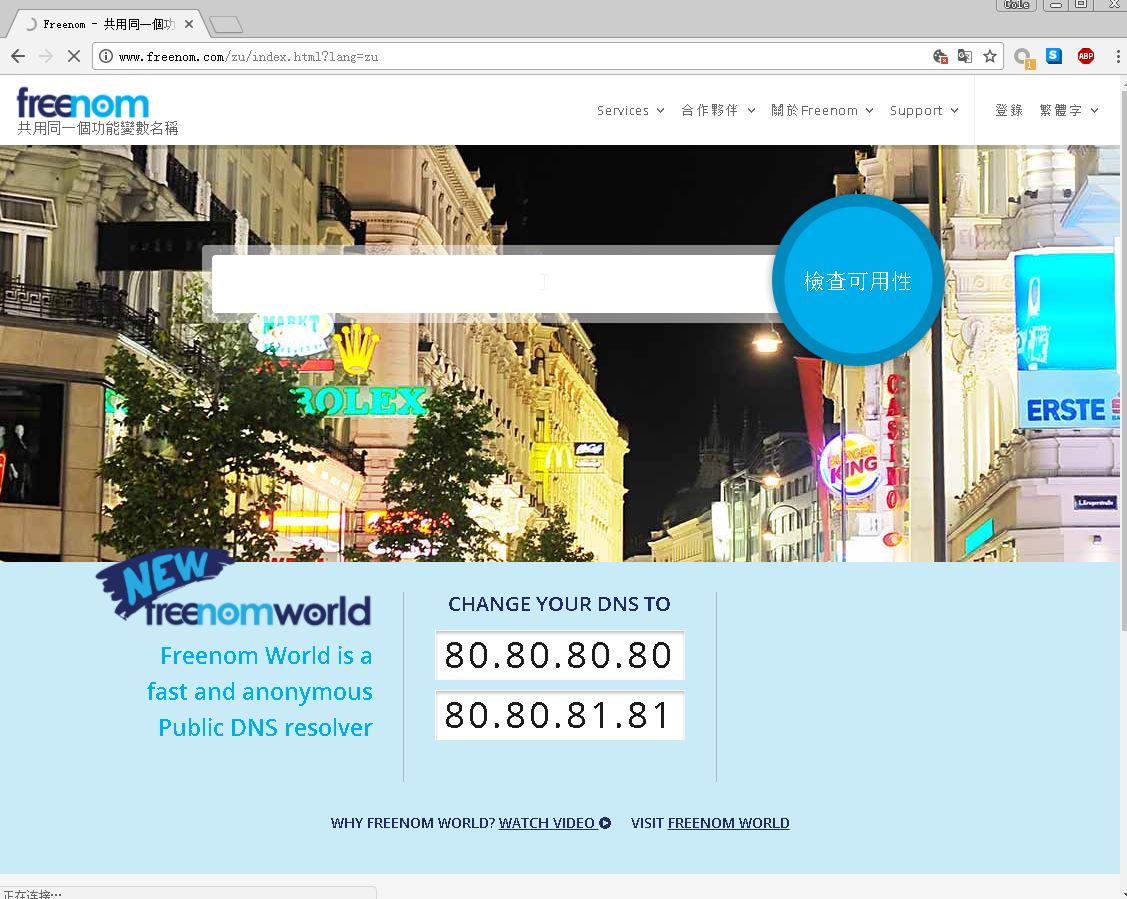 Cole
Freenom - 共用同一個功
www.freenom.com/zu/index.html?lang=zu
1
S
ABP
freenom
共用同一個功能變數名稱
Services
合作夥伴
關於Freenom
Support
登錄
繁體字
檢查可用性
MARKT
ROLEX
CASINO
BURGER
KING
ERSTE
NEW
freenomworld
Freenom World is a
fast and anonymous
Public DNS resolver
CHANGE YOUR DNS TO
80.80.80.80
80.80.81.81
WHY FREENOM WORLD? WATCH VIDEO
VISIT FREENOM WORLD
正在连接…